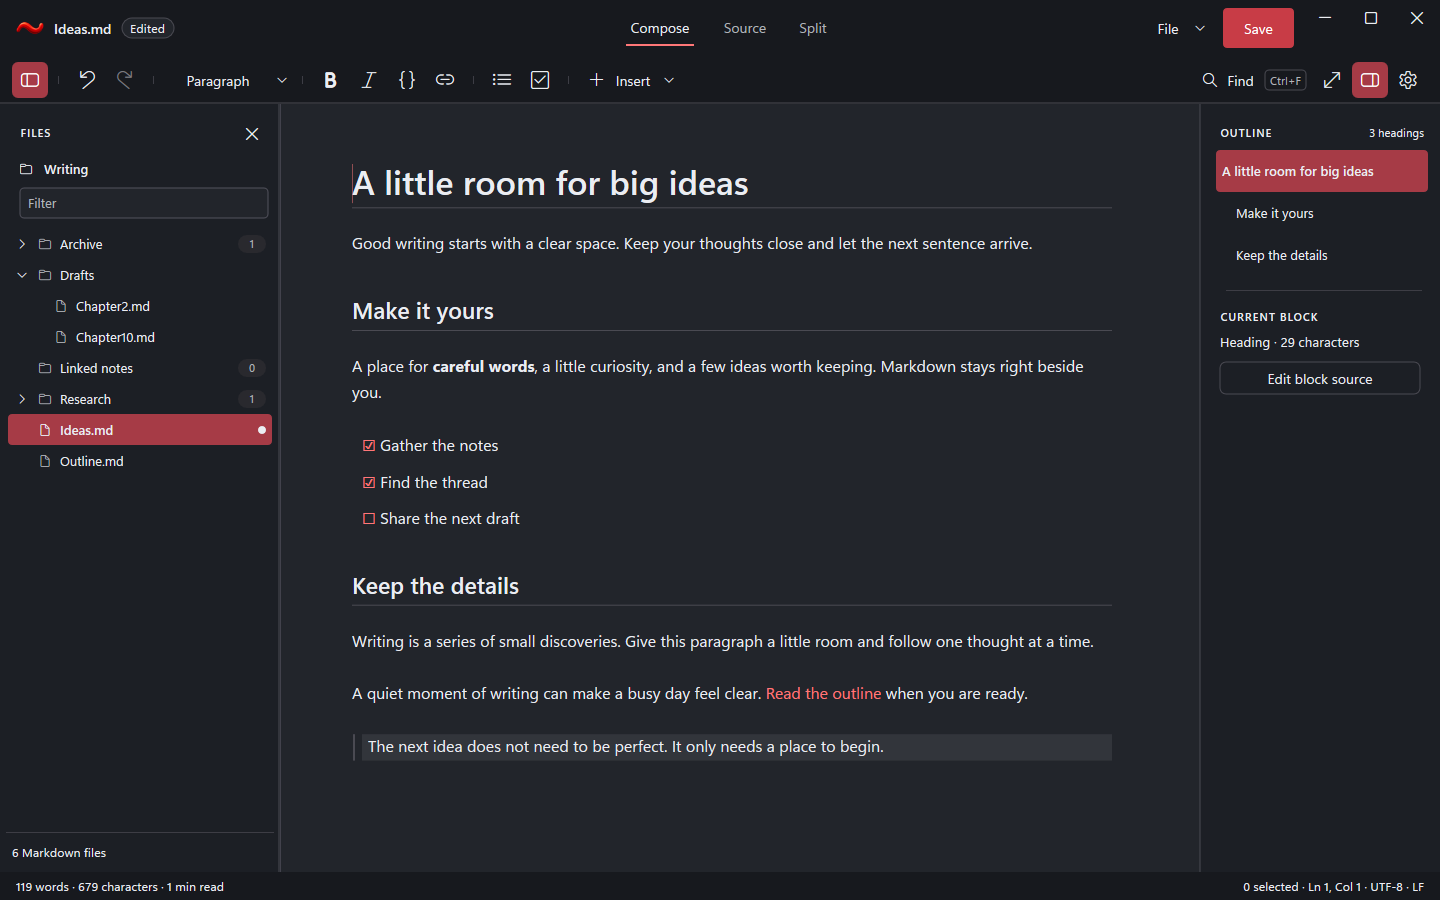 Ideas.md Edited
Compose Source Split
File Save
Paragraph
B I {} Insert
Find Ctrl+F
FILES
Writing
Filter
Archive 1
Drafts
Chapter2.md
Chapter10.md
Linked notes 0
Research 1
Ideas.md
Outline.md
6 Markdown files
A little room for big ideas
Good writing starts with a clear space. Keep your thoughts close and let the next sentence arrive.
Make it yours
A place for careful words, a little curiosity, and a few ideas worth keeping. Markdown stays right beside
you.
Gather the notes
Find the thread
Share the next draft
Keep the details
Writing is a series of small discoveries. Give this paragraph a little room and follow one thought at a time.
A quiet moment of writing can make a busy day feel clear. Read the outline when you are ready.
The next idea does not need to be perfect. It only needs a place to begin.
OUTLINE 3 headings
A little room for big ideas
Make it yours
Keep the details
CURRENT BLOCK
Heading · 29 characters
Edit block source
119 words · 679 characters · 1 min read
0 selected · Ln 1, Col 1 · UTF-8 · LF